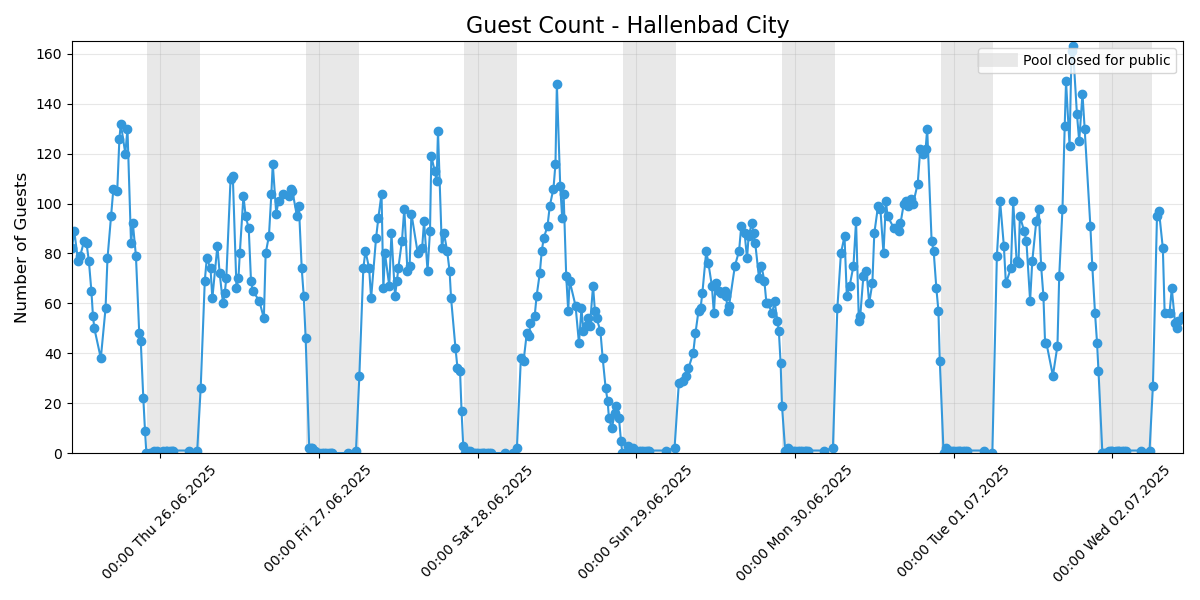 Guest Count - Hallenbad City
Pool closed for public
Number of Guests
160
140
120
100
80
60
40
20
0
00:00 Thu 26.06.2025
00:00 Fri 27.06.2025
00:00 Sat 28.06.2025
00:00 Sun 29.06.2025
00:00 Mon 30.06.2025
00:00 Tue 01.07.2025
00:00 Wed 02.07.2025